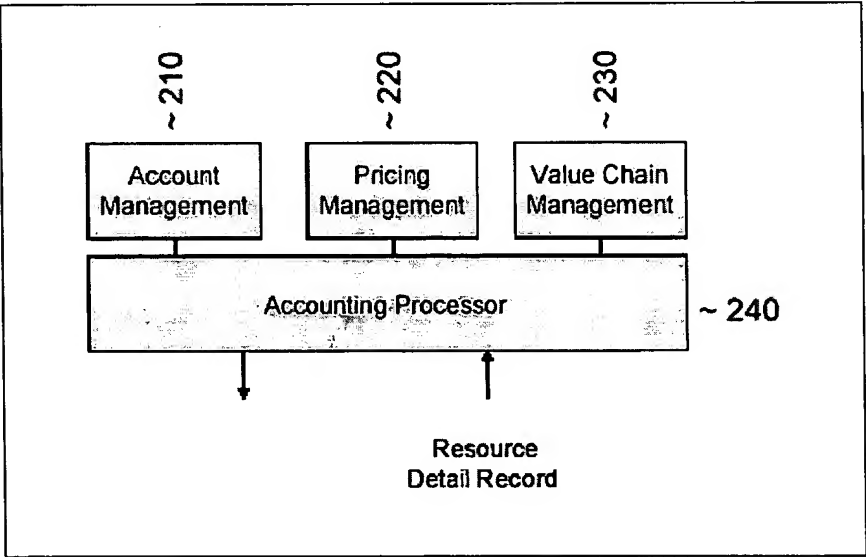 ~ 210
~ 220
~ 230
Account
Management
Pricing
Management
Value Chain
Management
Accounting Processor
~ 240
Resource
Detail Record